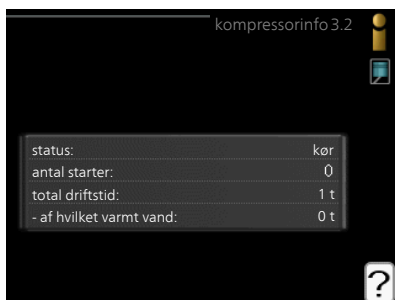 kompressorinfo 3.2
status: kør
antal starter: 0
total driftstid: 1 t
- af hvilket varmt vand: 0 t
?